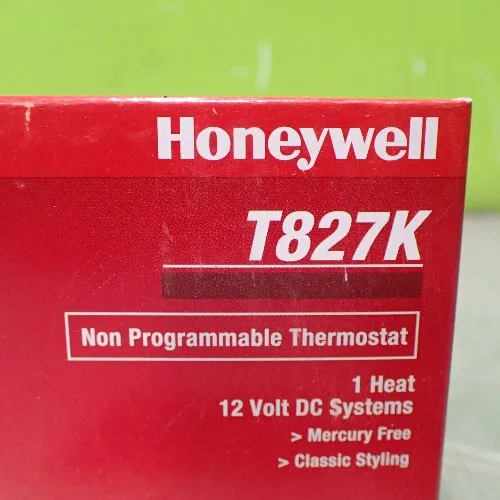 Honeywell
T827K
Non Programmable Thermostat
1 Heat
12 Volt DC Systems
> Mercury Free
> Classic Styling